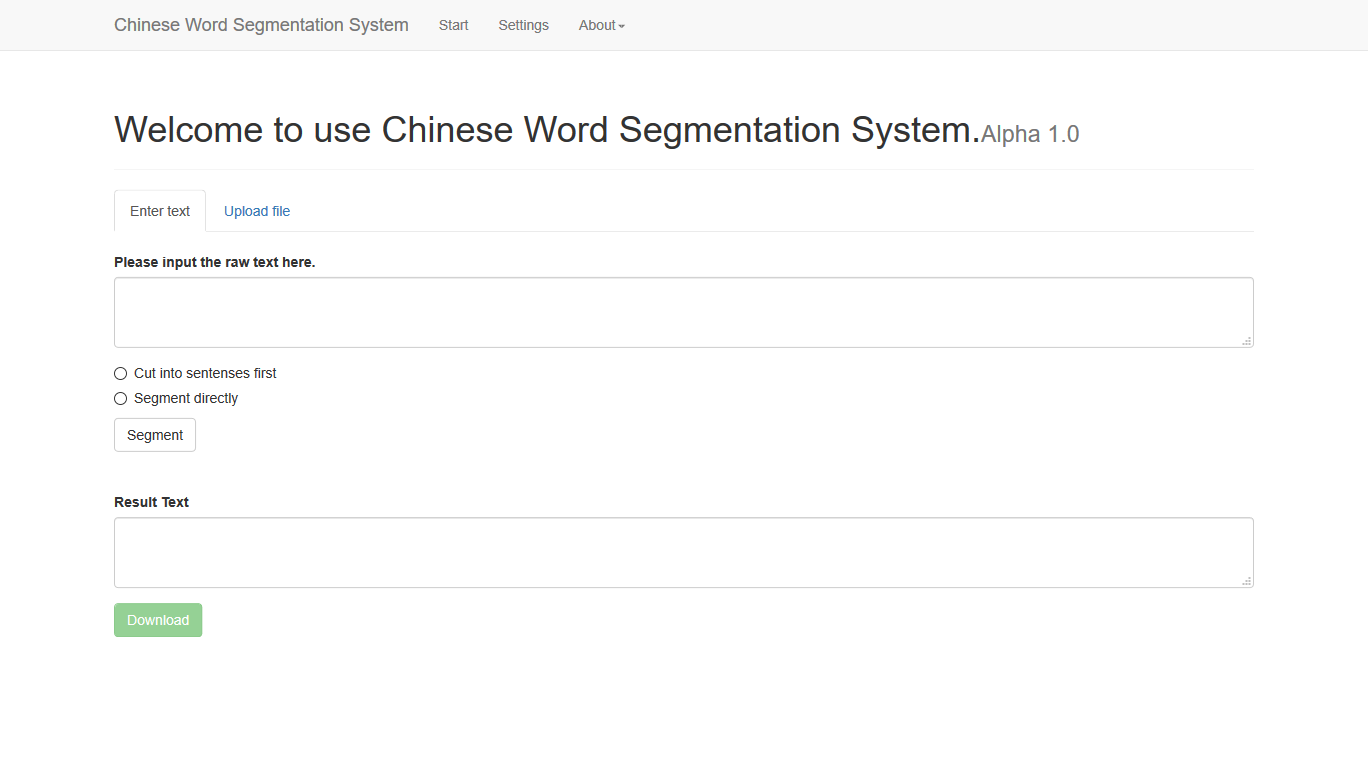 Chinese Word Segmentation System Start Settings About
Welcome to use Chinese Word Segmentation System.Alpha 1.0
Enter text Upload file
Please input the raw text here.
Cut into sentenses first
Segment directly
Segment
Result Text
Download